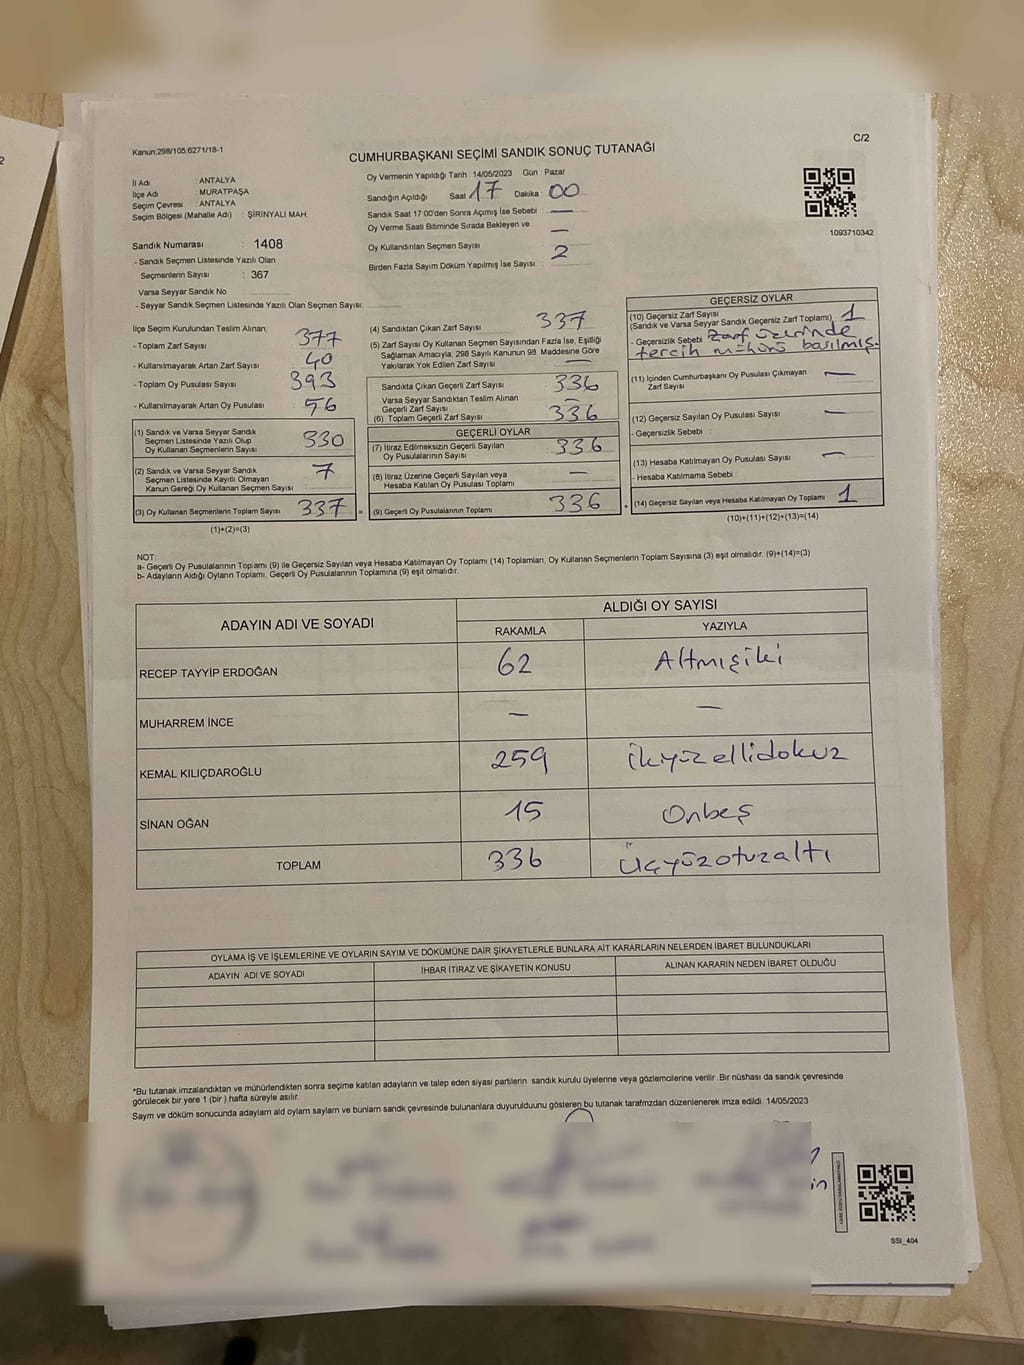 C/2
Kanun:298/105,6271/18-1
CUMHURBAŞKANI SEÇİMİ SANDIK SONUÇ TUTANAĞI
İl Adı : ANTALYA
İlçe Adı : MURATPAŞA
Seçim Çevresi : ANTALYA
Seçim Bölgesi (Mahalle Adı) : ŞİRİNYALI MAH.
Sandık Numarası : 1408
- Sandık Seçmen Listesinde Yazılı Olan
Seçmenlerin Sayısı : 367
Varsa Seyyar Sandık No
- Seyyar Sandık Seçmen Listesinde Yazılı Olan Seçmen Sayısı:
Oy Vermenin Yapıldığı Tarih : 14/05/2023 Gün : Pazar
Sandığın Açıldığı Saat 17 Dakika : 00
Sandık Saat 17:00'den Sonra Açımış İse Sebebi : —
Oy Verme Saati Bitiminde Sırada Bekleyen ve —
Oy Kullandırılan Seçmen Sayısı 2
Birden Fazla Sayım Döküm Yapılmış İse Sayısı :
1093710342
İlçe Seçim Kurulundan Teslim Alınan;
- Toplam Zarf Sayısı : 377
- Kullanılmayarak Artan Zarf Sayısı : 40
- Toplam Oy Pusulası Sayısı : 393
- Kullanılmayarak Artan Oy Pusulası : 56
(1) Sandık ve Varsa Seyyar Sandık
Seçmen Listesinde Yazılı Olup
Oy Kullanan Seçmenlerin Sayısı 330
(2) Sandık ve Varsa Seyyar Sandık
Seçmen Listesinde Kayıtlı Olmayan
Kanun Gereği Oy Kullanan Seçmen Sayısı 7
(3) Oy Kullanan Seçmenlerin Toplam Sayısı 337 =
(1)+(2)=(3)
(4) Sandıktan Çıkan Zarf Sayısı 337
(5) Zarf Sayısı Oy Kullanan Seçmen Sayısından Fazla İse, Eşitliği
Sağlamak Amacıyla, 298 Sayılı Kanunun 98. Maddesine Göre
Yakılarak Yok Edilen Zarf Sayısı —
Sandıkta Çıkan Geçerli Zarf Sayısı 336
Varsa Seyyar Sandıktan Teslim Alınan
Geçerli Zarf Sayısı —
(6) Toplam Geçerli Zarf Sayısı 336
GEÇERLİ OYLAR
(7) İtiraz Edilmeksizin Geçerli Sayılan
Oy Pusulalarının Sayısı 336
(8) İtiraz Üzerine Geçerli Sayılan veya
Hesaba Katılan Oy Pusulası Toplamı —
(9) Geçerli Oy Pusulalarının Toplamı 336 +
GEÇERSİZ OYLAR
(10) Geçersiz Zarf Sayısı
(Sandık ve Varsa Seyyar Sandık Geçersiz Zarf Toplamı) 1
- Geçersizlik Sebebi Zarf üzerinde
tercih mühürü basılmış.
(11) İçinden Cumhurbaşkanı Oy Pusulası Çıkmayan
Zarf Sayısı —
(12) Geçersiz Sayılan Oy Pusulası Sayısı —
- Geçersizlik Sebebi :
(13) Hesaba Katılmayan Oy Pusulası Sayısı —
- Hesaba Katılmama Sebebi :
(14) Geçersiz Sayılan veya Hesaba Katılmayan Oy Toplamı 1
(10)+(11)+(12)+(13)=(14)
NOT:
a- Geçerli Oy Pusulalarının Toplamı (9) ile Geçersiz Sayılan veya Hesaba Katılmayan Oy Toplamı (14) Toplamları, Oy Kullanan Seçmenlerin Toplam Sayısına (3) eşit olmalıdır. (9)+(14)=(3)
b- Adayların Aldığı Oyların Toplamı, Geçerli Oy Pusulalarının Toplamına (9) eşit olmalıdır.
ADAYIN ADI VE SOYADI
ALDIĞI OY SAYISI
RAKAMLA YAZIYLA
RECEP TAYYİP ERDOĞAN 62 Altmışiki
MUHARREM İNCE — —
KEMAL KILIÇDAROĞLU 259 ikiyüzellidokuz
SİNAN OĞAN 15 Onbeş
TOPLAM 336 Üçyüzotuzaltı
OYLAMA İŞ VE İŞLEMLERİNE VE OYLARIN SAYIM VE DÖKÜMÜNE DAİR ŞİKAYETLERLE BUNLARA AİT KARARLARIN NELERDEN İBARET BULUNDUKLARI
ADAYIN ADI VE SOYADI İHBAR İTİRAZ VE ŞİKAYETİN KONUSU ALINAN KARARIN NEDEN İBARET OLDUĞU
*Bu tutanak imzalandıktan ve mühürlendikten sonra seçime katılan adayların ve talep eden siyasi partilerin sandık kurulu üyelerine veya gözlemcilerine verilir. Bir nüshası da sandık çevresinde
görülecek bir yere 1 (bir ) hafta süreyle asılır.
Sayım ve döküm sonucunda adayların ald oyların sayların ve bunların sandık çevresinde bulunanlara duyurulduunu gösteren bu tutanak tarafmzdan düzenlenerek imza edildi. 14/05/2023
SSI_404